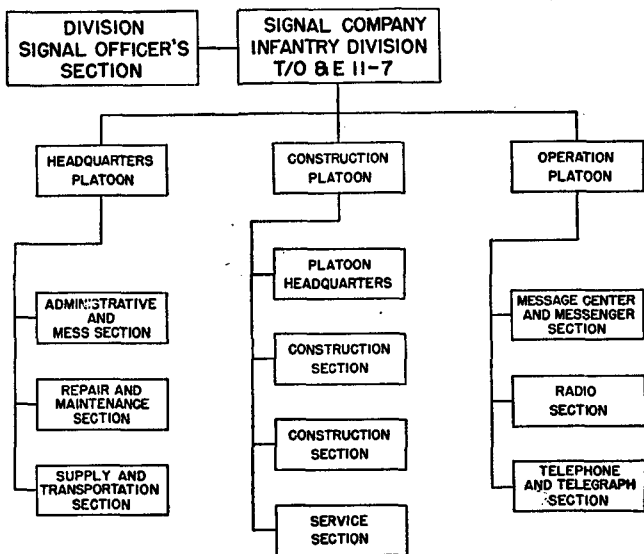 DIVISION
SIGNAL OFFICER'S
SECTION
SIGNAL COMPANY
INFANTRY DIVISION
T/O & E 11-7
HEADQUARTERS
PLATOON
CONSTRUCTION
PLATOON
OPERATION
PLATOON
ADMINISTRATIVE
AND
MESS SECTION
REPAIR AND
MAINTENANCE
SECTION
SUPPLY AND
TRANSPORTATION
SECTION
PLATOON
HEADQUARTERS
CONSTRUCTION
SECTION
CONSTRUCTION
SECTION
SERVICE
SECTION
MESSAGE CENTER
AND MESSENGER
SECTION
RADIO
SECTION
TELEPHONE
AND TELEGRAPH
SECTION